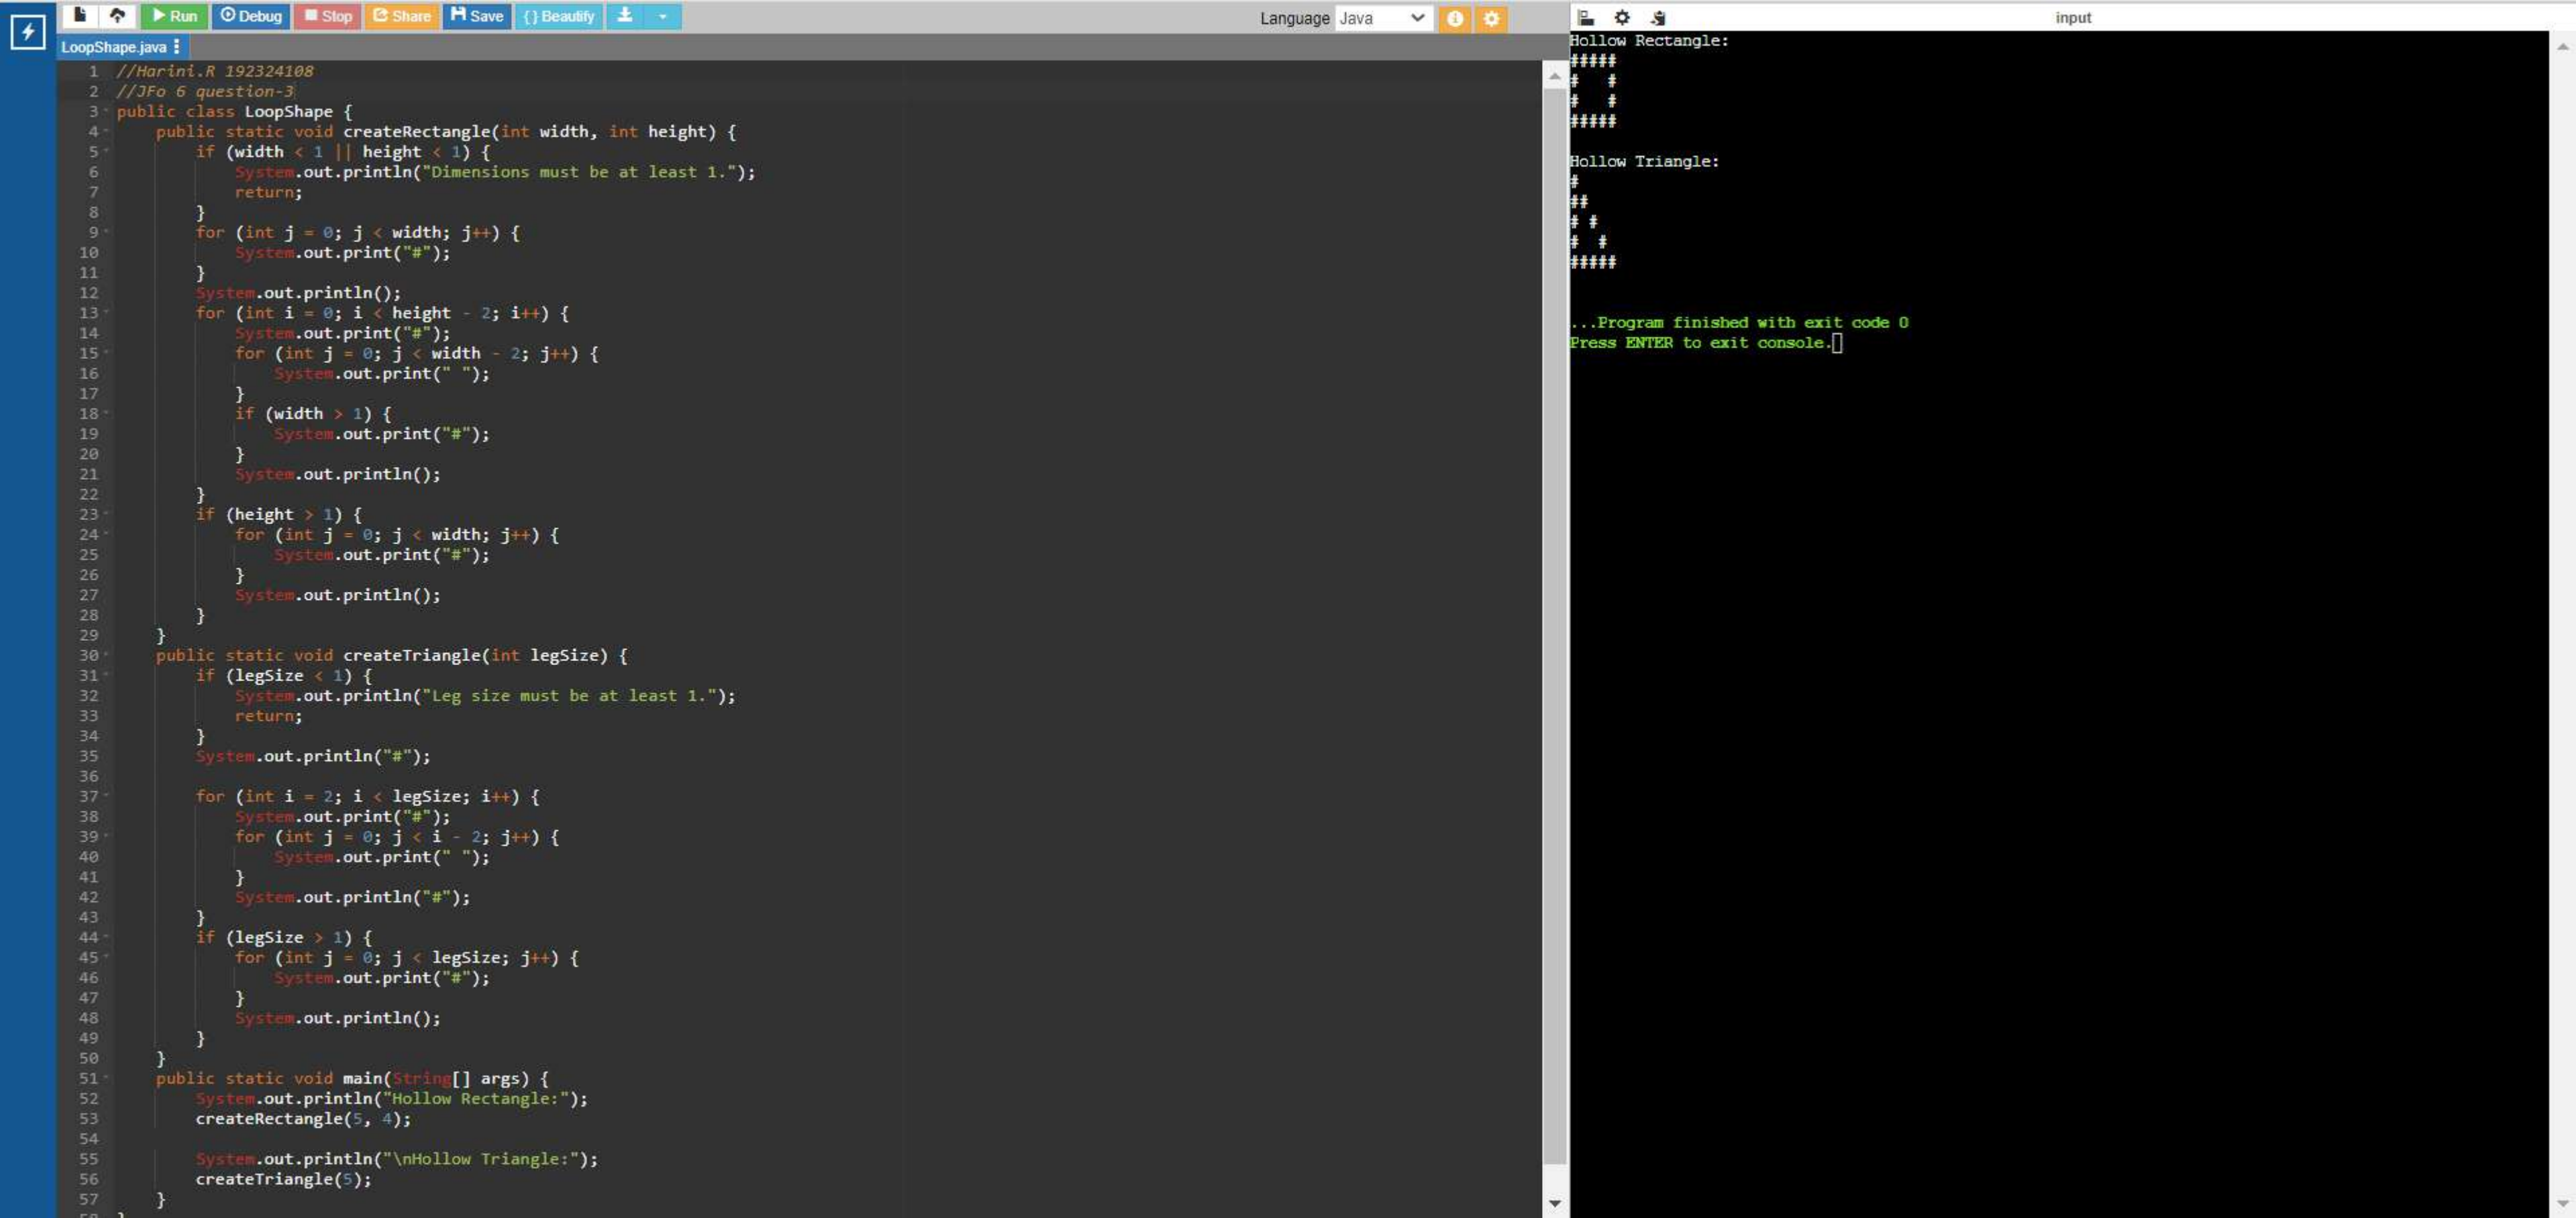 Run Debug Stop Share Save {} Beautify
Language Java
input
LoopShape.java
1 //Harini.R 192324108
2 //JFo 6 question-3
3 public class LoopShape {
4     public static void createRectangle(int width, int height) {
5         if (width < 1 || height < 1) {
6             System.out.println("Dimensions must be at least 1.");
7             return;
8         }
9         for (int j = 0; j < width; j++) {
10             System.out.print("#");
11         }
12         System.out.println();
13         for (int i = 0; i < height - 2; i++) {
14             System.out.print("#");
15             for (int j = 0; j < width - 2; j++) {
16                 System.out.print(" ");
17             }
18             if (width > 1) {
19                 System.out.print("#");
20             }
21             System.out.println();
22         }
23         if (height > 1) {
24             for (int j = 0; j < width; j++) {
25                 System.out.print("#");
26             }
27             System.out.println();
28         }
29     }
30     public static void createTriangle(int legSize) {
31         if (legSize < 1) {
32             System.out.println("Leg size must be at least 1.");
33             return;
34         }
35         System.out.println("#");
36
37         for (int i = 2; i < legSize; i++) {
38             System.out.print("#");
39             for (int j = 0; j < i - 2; j++) {
40                 System.out.print(" ");
41             }
42             System.out.println("#");
43         }
44         if (legSize > 1) {
45             for (int j = 0; j < legSize; j++) {
46                 System.out.print("#");
47             }
48             System.out.println();
49         }
50     }
51     public static void main(String[] args) {
52         System.out.println("Hollow Rectangle:");
53         createRectangle(5, 4);
54
55         System.out.println("\nHollow Triangle:");
56         createTriangle(5);
57     }
Hollow Rectangle:
#####
#   #
#   #
#####
Hollow Triangle:
#
##
# #
#  #
#####
...Program finished with exit code 0
Press ENTER to exit console.